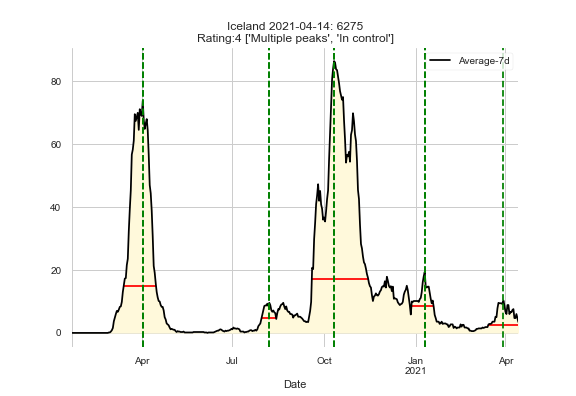 Iceland 2021-04-14: 6275
Rating:4 ['Multiple peaks', 'In control']
Average-7d
80
60
40
20
0
Apr
Jul
Oct
Jan
2021
Apr
Date